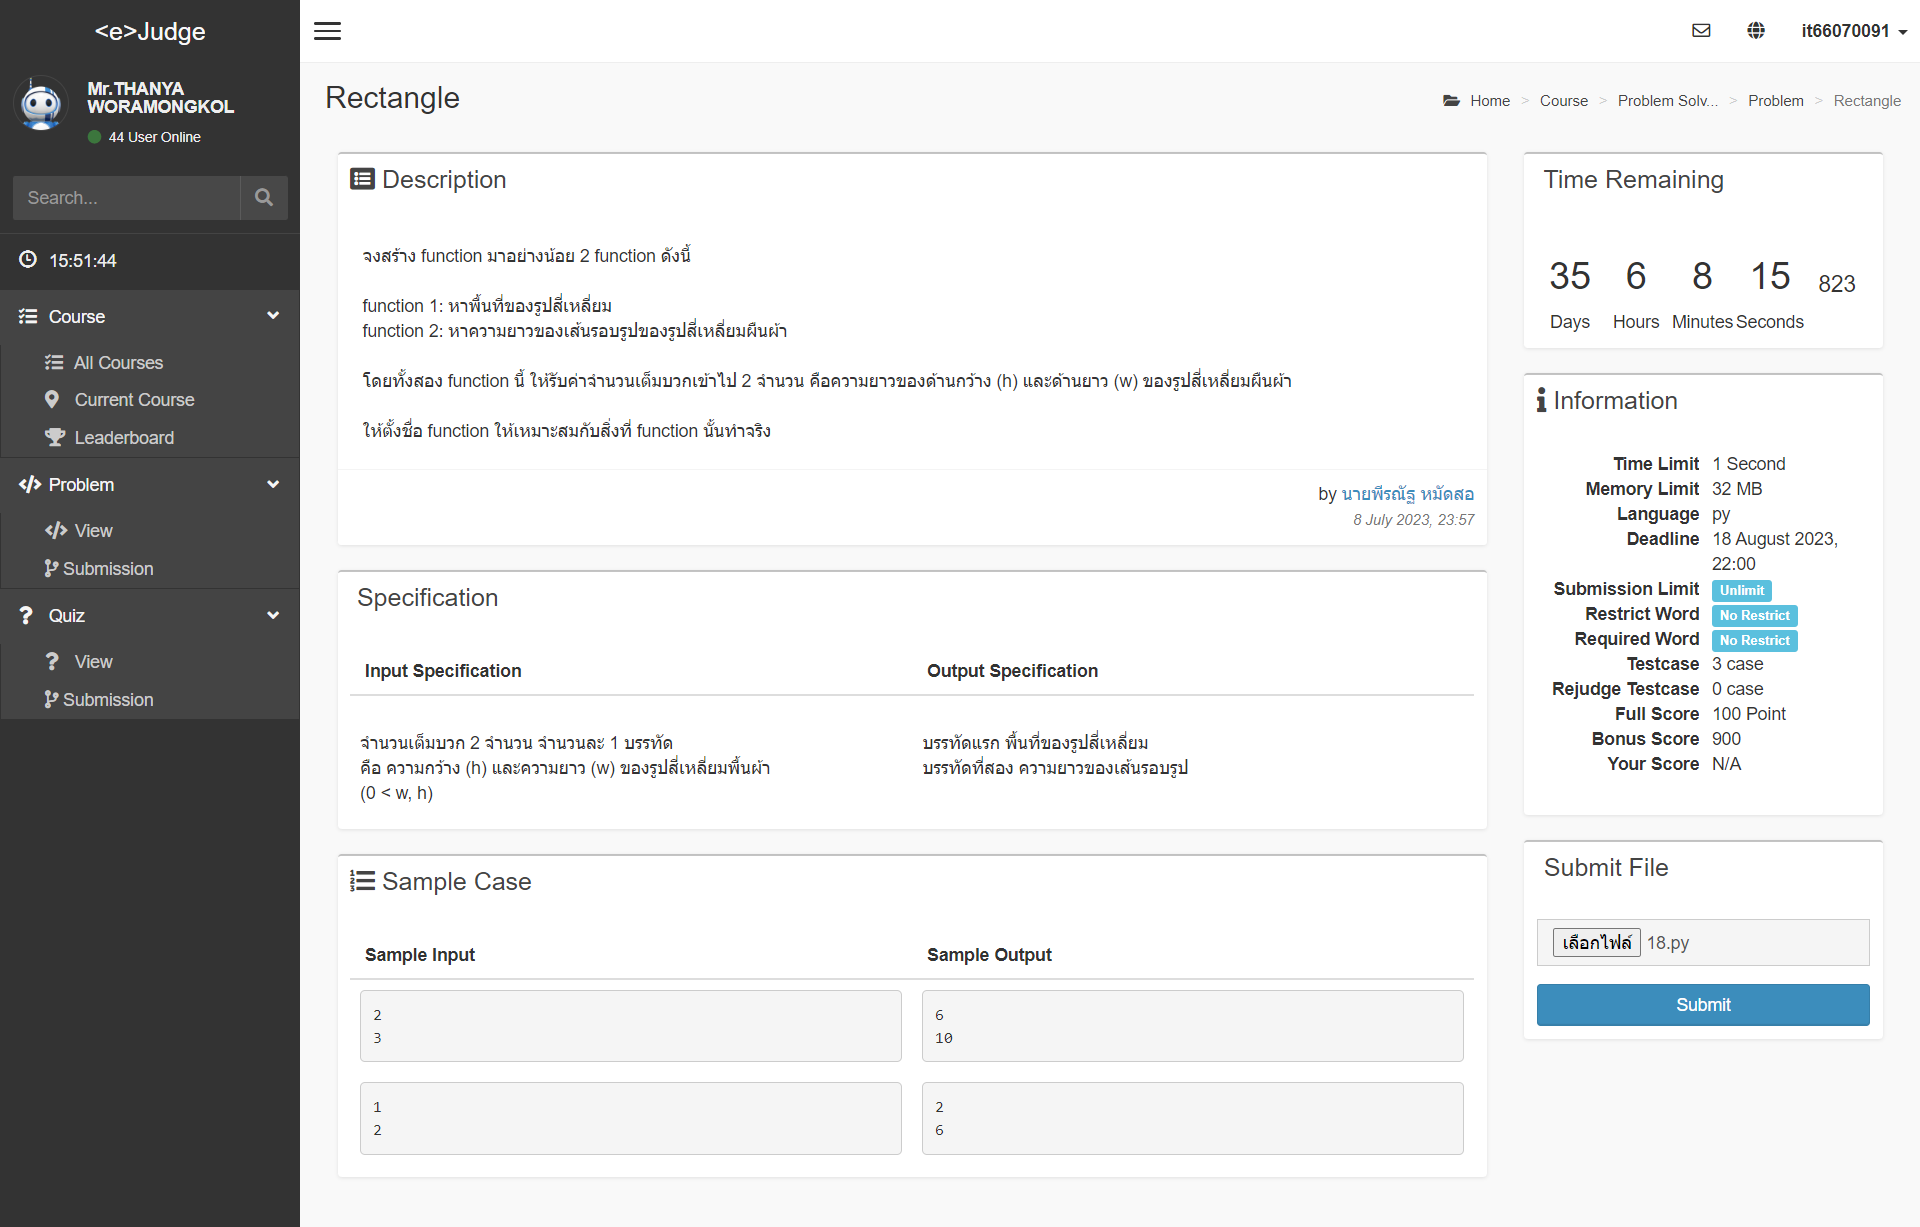 <e>Judge
Mr.THANYA
WORAMONGKOL
44 User Online
Search...
15:51:44
Course
All Courses
Current Course
Leaderboard
Problem
View
Submission
Quiz
View
Submission
it66070091
Rectangle
Home > Course > Problem Solv... > Problem > Rectangle
Description
จงสร้าง function มาอย่างน้อย 2 function ดังนี้
function 1: หาพื้นที่ของรูปสี่เหลี่ยม
function 2: หาความยาวของเส้นรอบรูปของรูปสี่เหลี่ยมผืนผ้า
โดยทั้งสอง function นี้ ให้รับค่าจำนวนเต็มบวกเข้าไป 2 จำนวน คือความยาวของด้านกว้าง (h) และด้านยาว (w) ของรูปสี่เหลี่ยมผืนผ้า
ให้ตั้งชื่อ function ให้เหมาะสมกับสิ่งที่ function นั้นทำจริง
by นายพีรณัฐ หมัดสอ
8 July 2023, 23:57
Specification
Input Specification
Output Specification
จำนวนเต็มบวก 2 จำนวน จำนวนละ 1 บรรทัด
คือ ความกว้าง (h) และความยาว (w) ของรูปสี่เหลี่ยมพื้นผ้า
(0 < w, h)
บรรทัดแรก พื้นที่ของรูปสี่เหลี่ยม
บรรทัดที่สอง ความยาวของเส้นรอบรูป
Sample Case
Sample Input
Sample Output
2
3
6
10
1
2
2
6
Time Remaining
35 6 8 15 823
Days Hours Minutes Seconds
Information
Time Limit 1 Second
Memory Limit 32 MB
Language py
Deadline 18 August 2023,
22:00
Submission Limit Unlimit
Restrict Word No Restrict
Required Word No Restrict
Testcase 3 case
Rejudge Testcase 0 case
Full Score 100 Point
Bonus Score 900
Your Score N/A
Submit File
เลือกไฟล์ 18.py
Submit